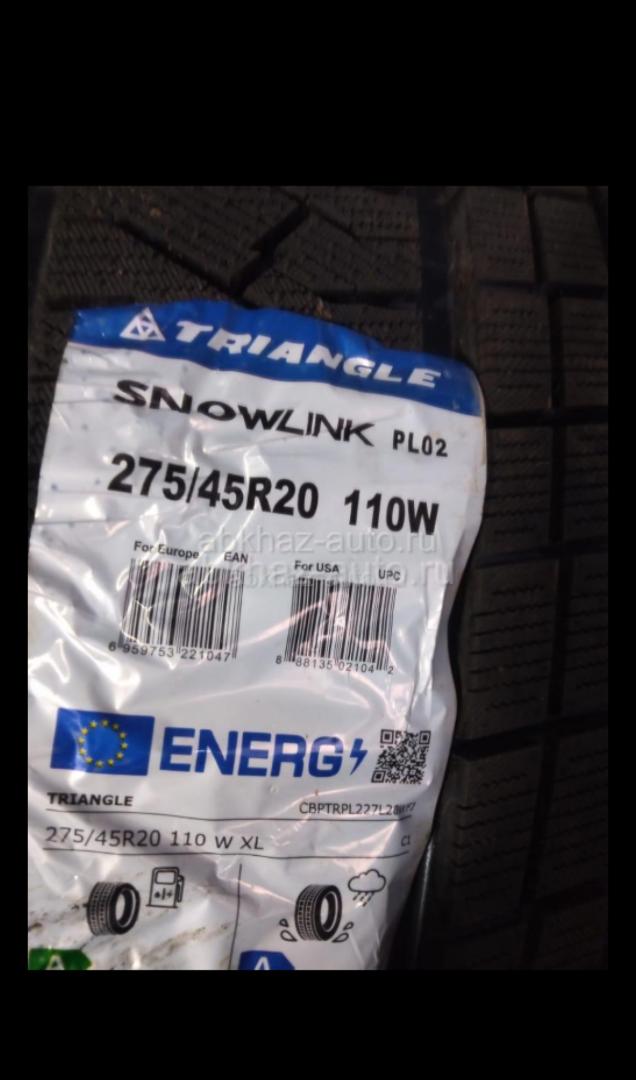 TRIANGLE
SNOWLINK PL02
275/45R20 110W
abkhaz-auto.ru
For Europe EAN For USA UPC
6 959753 221047 8 88135 02104 2
ENERG
TRIANGLE
275/45R20 110 W XL C1
A A